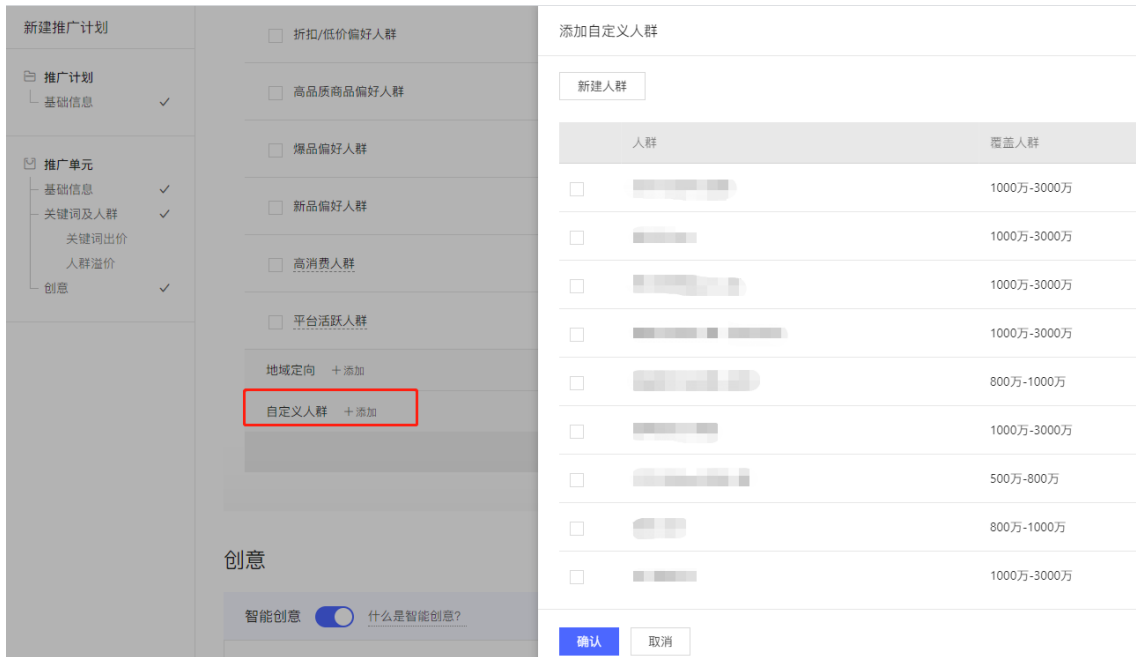 新建推广计划
推广计划
基础信息
推广单元
基础信息
关键词及人群
关键词出价
人群溢价
创意
折扣/低价偏好人群
高品质商品偏好人群
爆品偏好人群
新品偏好人群
高消费人群
平台活跃人群
地域定向 +添加
自定义人群 +添加
创意
智能创意 什么是智能创意?
添加自定义人群
新建人群
人群 覆盖人群
1000万-3000万
1000万-3000万
1000万-3000万
1000万-3000万
800万-1000万
1000万-3000万
500万-800万
800万-1000万
1000万-3000万
确认 取消